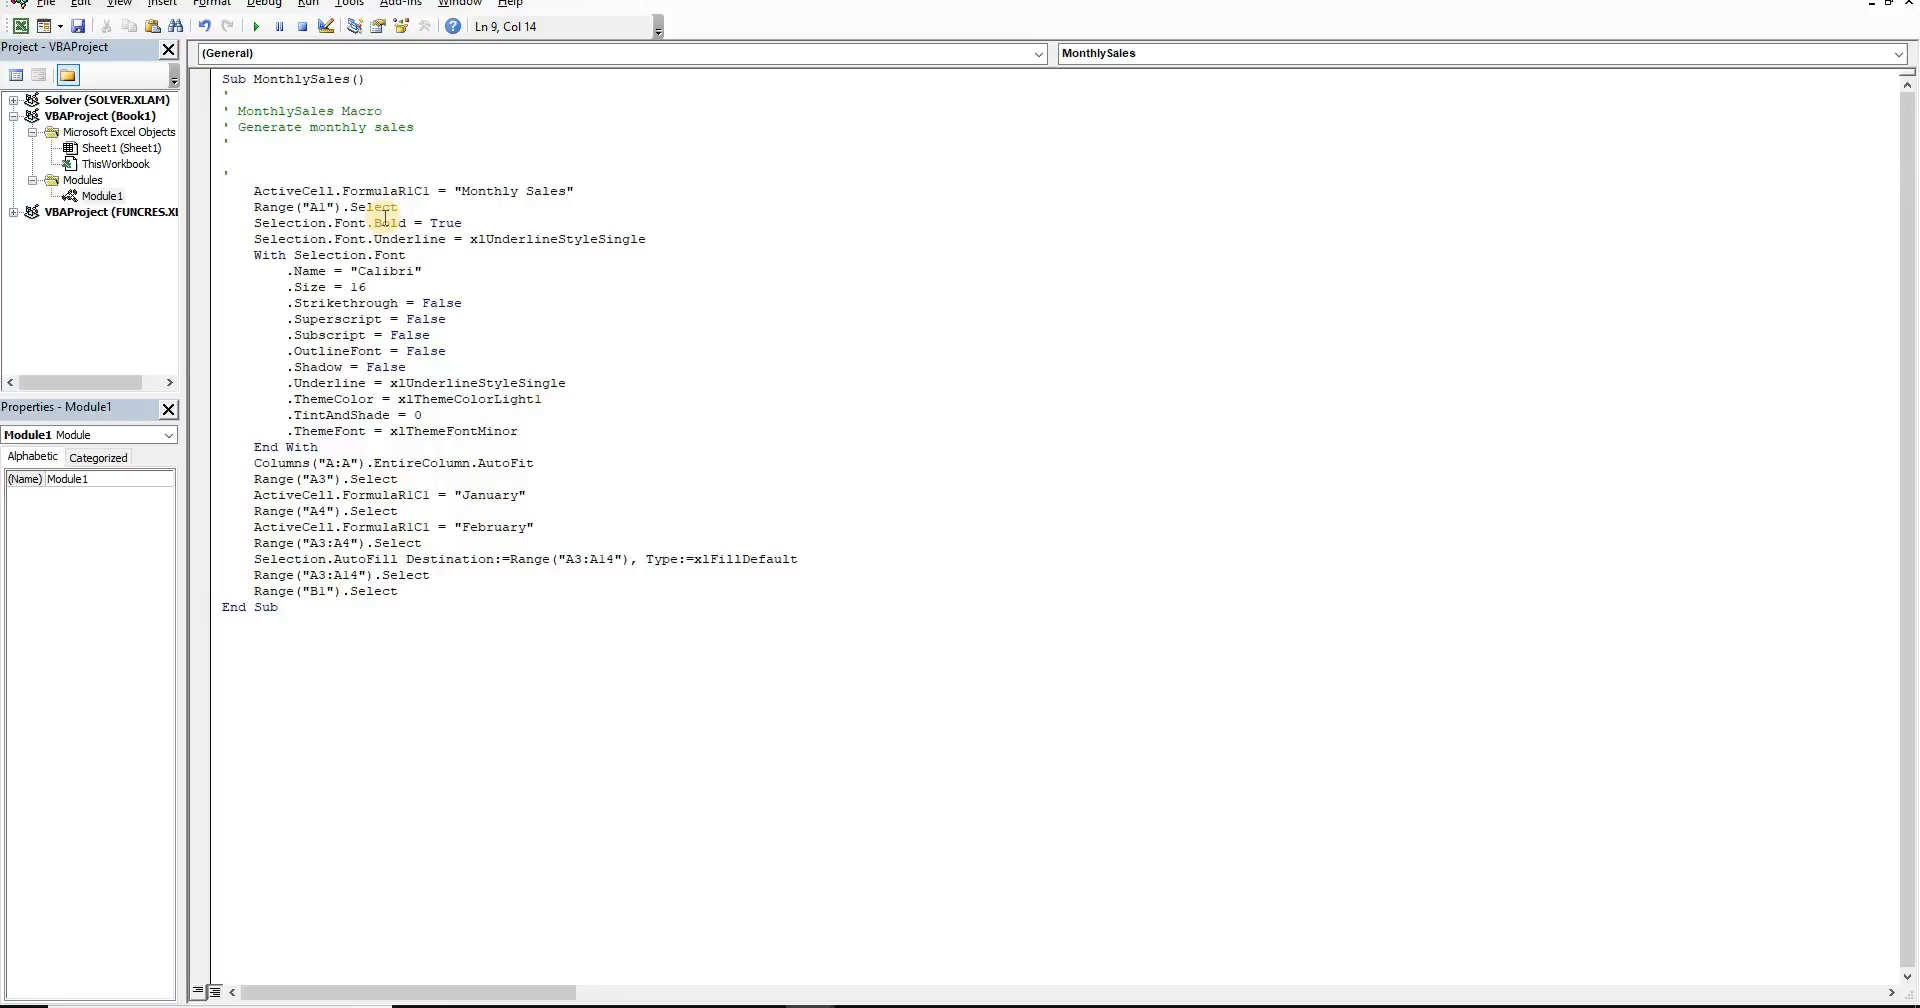 File Edit View Insert Format Debug Run Tools Add-Ins Window Help
Ln 9, Col 14
Project - VBAProject
Solver (SOLVER.XLAM)
VBAProject (Book1)
Microsoft Excel Objects
Sheet1 (Sheet1)
ThisWorkbook
Modules
Module1
VBAProject (FUNCRES.XL
Properties - Module1
Module1 Module
Alphabetic Categorized
(Name) Module1
(General) MonthlySales
Sub MonthlySales()
'
' MonthlySales Macro
' Generate monthly sales
'
'
ActiveCell.FormulaR1C1 = "Monthly Sales"
Range("A1").Select
Selection.Font.Bold = True
Selection.Font.Underline = xlUnderlineStyleSingle
With Selection.Font
.Name = "Calibri"
.Size = 16
.Strikethrough = False
.Superscript = False
.Subscript = False
.OutlineFont = False
.Shadow = False
.Underline = xlUnderlineStyleSingle
.ThemeColor = xlThemeColorLight1
.TintAndShade = 0
.ThemeFont = xlThemeFontMinor
End With
Columns("A:A").EntireColumn.AutoFit
Range("A3").Select
ActiveCell.FormulaR1C1 = "January"
Range("A4").Select
ActiveCell.FormulaR1C1 = "February"
Range("A3:A4").Select
Selection.AutoFill Destination:=Range("A3:A14"), Type:=xlFillDefault
Range("A3:A14").Select
Range("B1").Select
End Sub